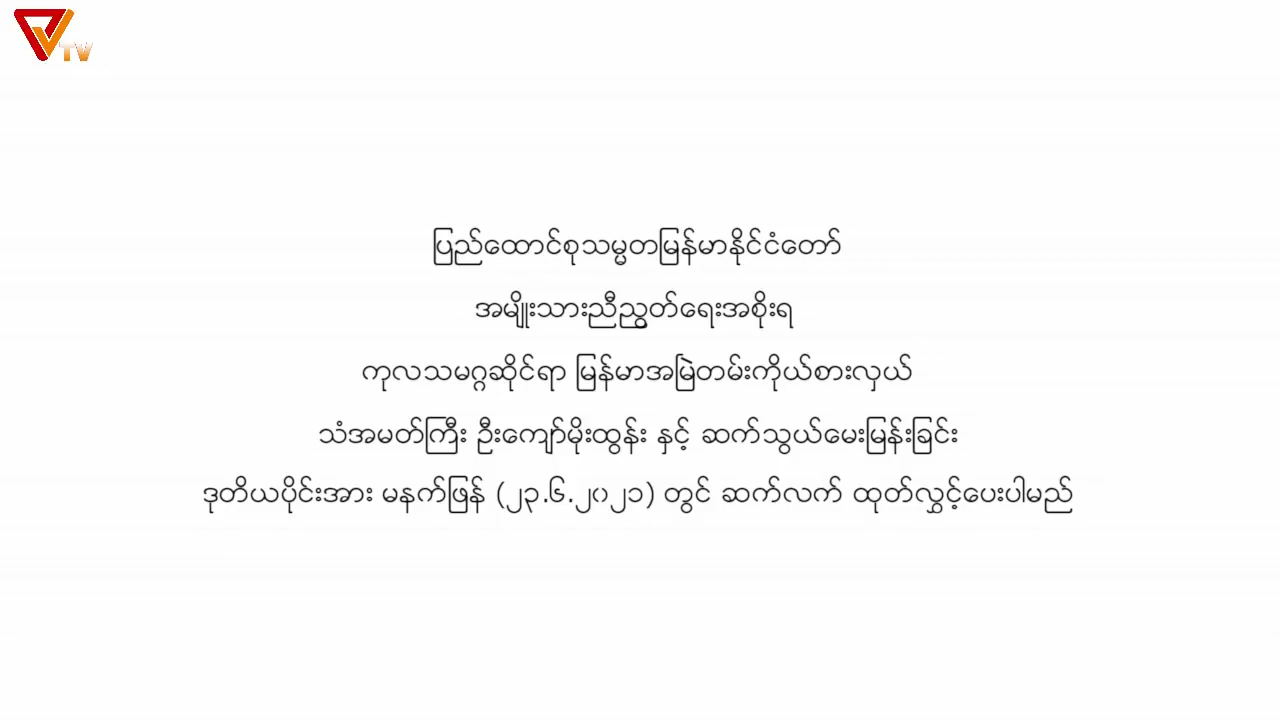 TV
ပြည်ထောင်စုသမ္မတမြန်မာနိုင်ငံတော်
အမျိုးသားညီညွတ်ရေးအစိုးရ
ကုလသမဂ္ဂဆိုင်ရာ မြန်မာအမြဲတမ်းကိုယ်စားလှယ်
သံအမတ်ကြီး ဦးကျော်မိုးထွန်း နှင့် ဆက်သွယ်မေးမြန်းခြင်း
ဒုတိယပိုင်းအား မနက်ဖြန် (၂၃.၆.၂၀၂၁) တွင် ဆက်လက် ထုတ်လွှင့်ပေးပါမည်